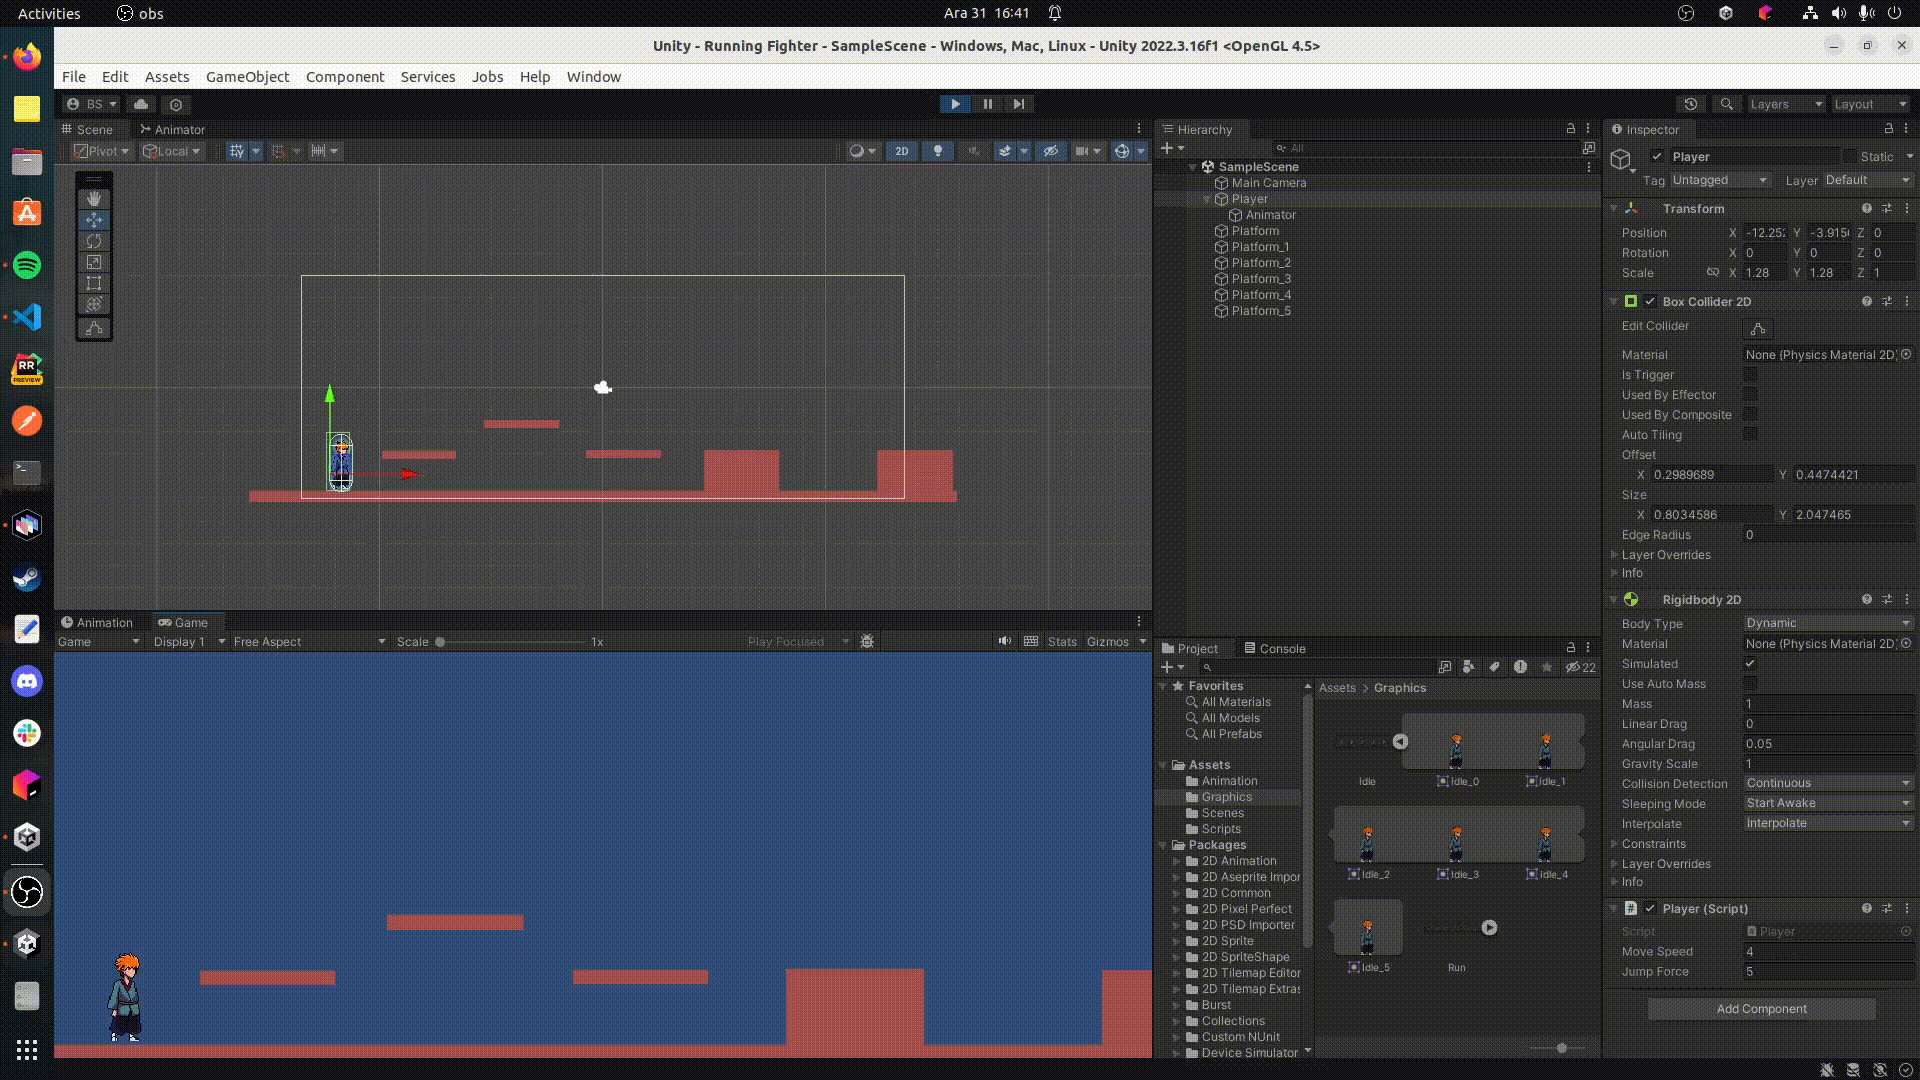 Activities obs Ara 31 16:41
Unity - Running Fighter - SampleScene - Windows, Mac, Linux - Unity 2022.3.16f1 <OpenGL 4.5>
File Edit Assets GameObject Component Services Jobs Help Window
BS Layers Layout
Scene Animator
Pivot Local 2D
Hierarchy
All
SampleScene
Main Camera
Player
Animator
Platform
Platform_1
Platform_2
Platform_3
Platform_4
Platform_5
Inspector
Player Static
Tag Untagged Layer Default
Transform
Position X -12.252 Y Z 0
Rotation X 0 Y 0 Z 0
Scale X 1.28 Y 1.28 Z 1
Box Collider 2D
Edit Collider
Material None (Physics Material 2D)
Is Trigger
Used By Effector
Used By Composite
Auto Tiling
Offset
X 0.2989689 Y 0.4474421
Size
X 0.8034586 Y 2.047465
Edge Radius 0
Layer Overrides
Info
Rigidbody 2D
Body Type Dynamic
Material None (Physics Material 2D)
Simulated
Use Auto Mass
Mass 1
Linear Drag 0
Angular Drag 0.05
Gravity Scale 1
Collision Detection Continuous
Sleeping Mode Start Awake
Interpolate Interpolate
Constraints
Layer Overrides
Info
# Player (Script)
Script Player
Move Speed 4
Jump Force 5
Add Component
Animation Game
Game Display 1 Free Aspect Scale 1x Play Focused Stats Gizmos
Project Console
22
Favorites
All Materials
All Models
All Prefabs
Assets
Animation
Graphics
Scenes
Scripts
Packages
2D Animation
2D Aseprite Impor
2D Common
2D Pixel Perfect
2D PSD Importer
2D Sprite
2D SpriteShape
2D Tilemap Editor
2D Tilemap Extras
Burst
Collections
Custom NUnit
Device Simulator
Assets > Graphics
Idle Idle_0 Idle_1
Idle_2 Idle_3 Idle_4
Idle_5 Run
RR
PREVIEW